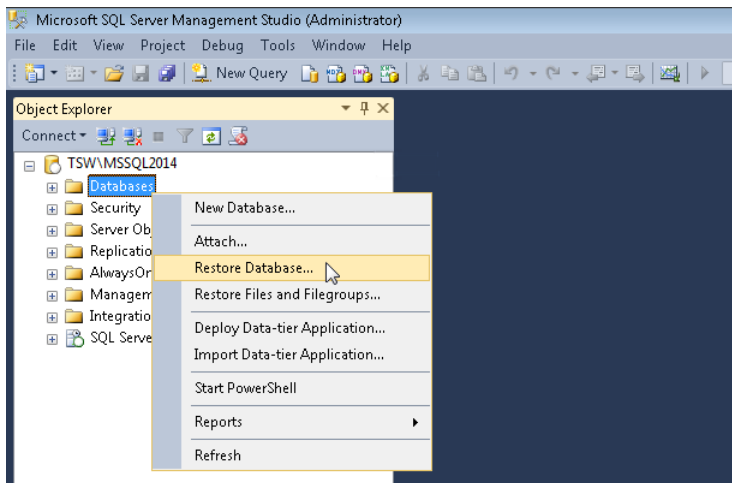 Microsoft SQL Server Management Studio (Administrator)
File Edit View Project Debug Tools Window Help
New Query
Object Explorer
Connect
TSW\MSSQL2014
Databases
Security
Server Ob
Replicatio
AlwaysOr
Managem
Integratio
SQL Serve
New Database...
Attach...
Restore Database...
Restore Files and Filegroups...
Deploy Data-tier Application...
Import Data-tier Application...
Start PowerShell
Reports
Refresh